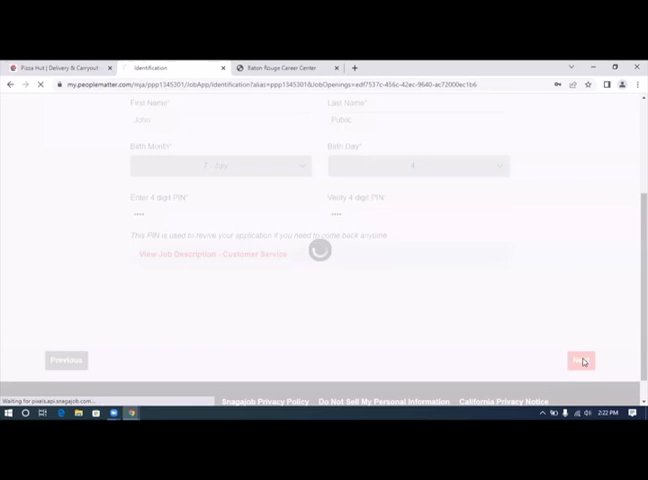 Pizza Hut | Delivery & Carryout
Identification
Baton Rouge Career Center
my.peoplematter.com/mja/ppp1345301/JobApp/Identification?alias=ppp1345301&JobOpenings=edf7537c-456c-42ec-9640-ac72000ec1b6
First Name*
Last Name*
John
Public
Birth Month*
Birth Day*
7 - July
4
Enter 4 digit PIN*
Verify 4 digit PIN*
This PIN is used to revive your application if you need to come back anytime.
View Job Description - Customer Service
Previous
Waiting for pixels.api.snagajob.com...
Snagajob Privacy Policy
Do Not Sell My Personal Information
California Privacy Notice
2:22 PM